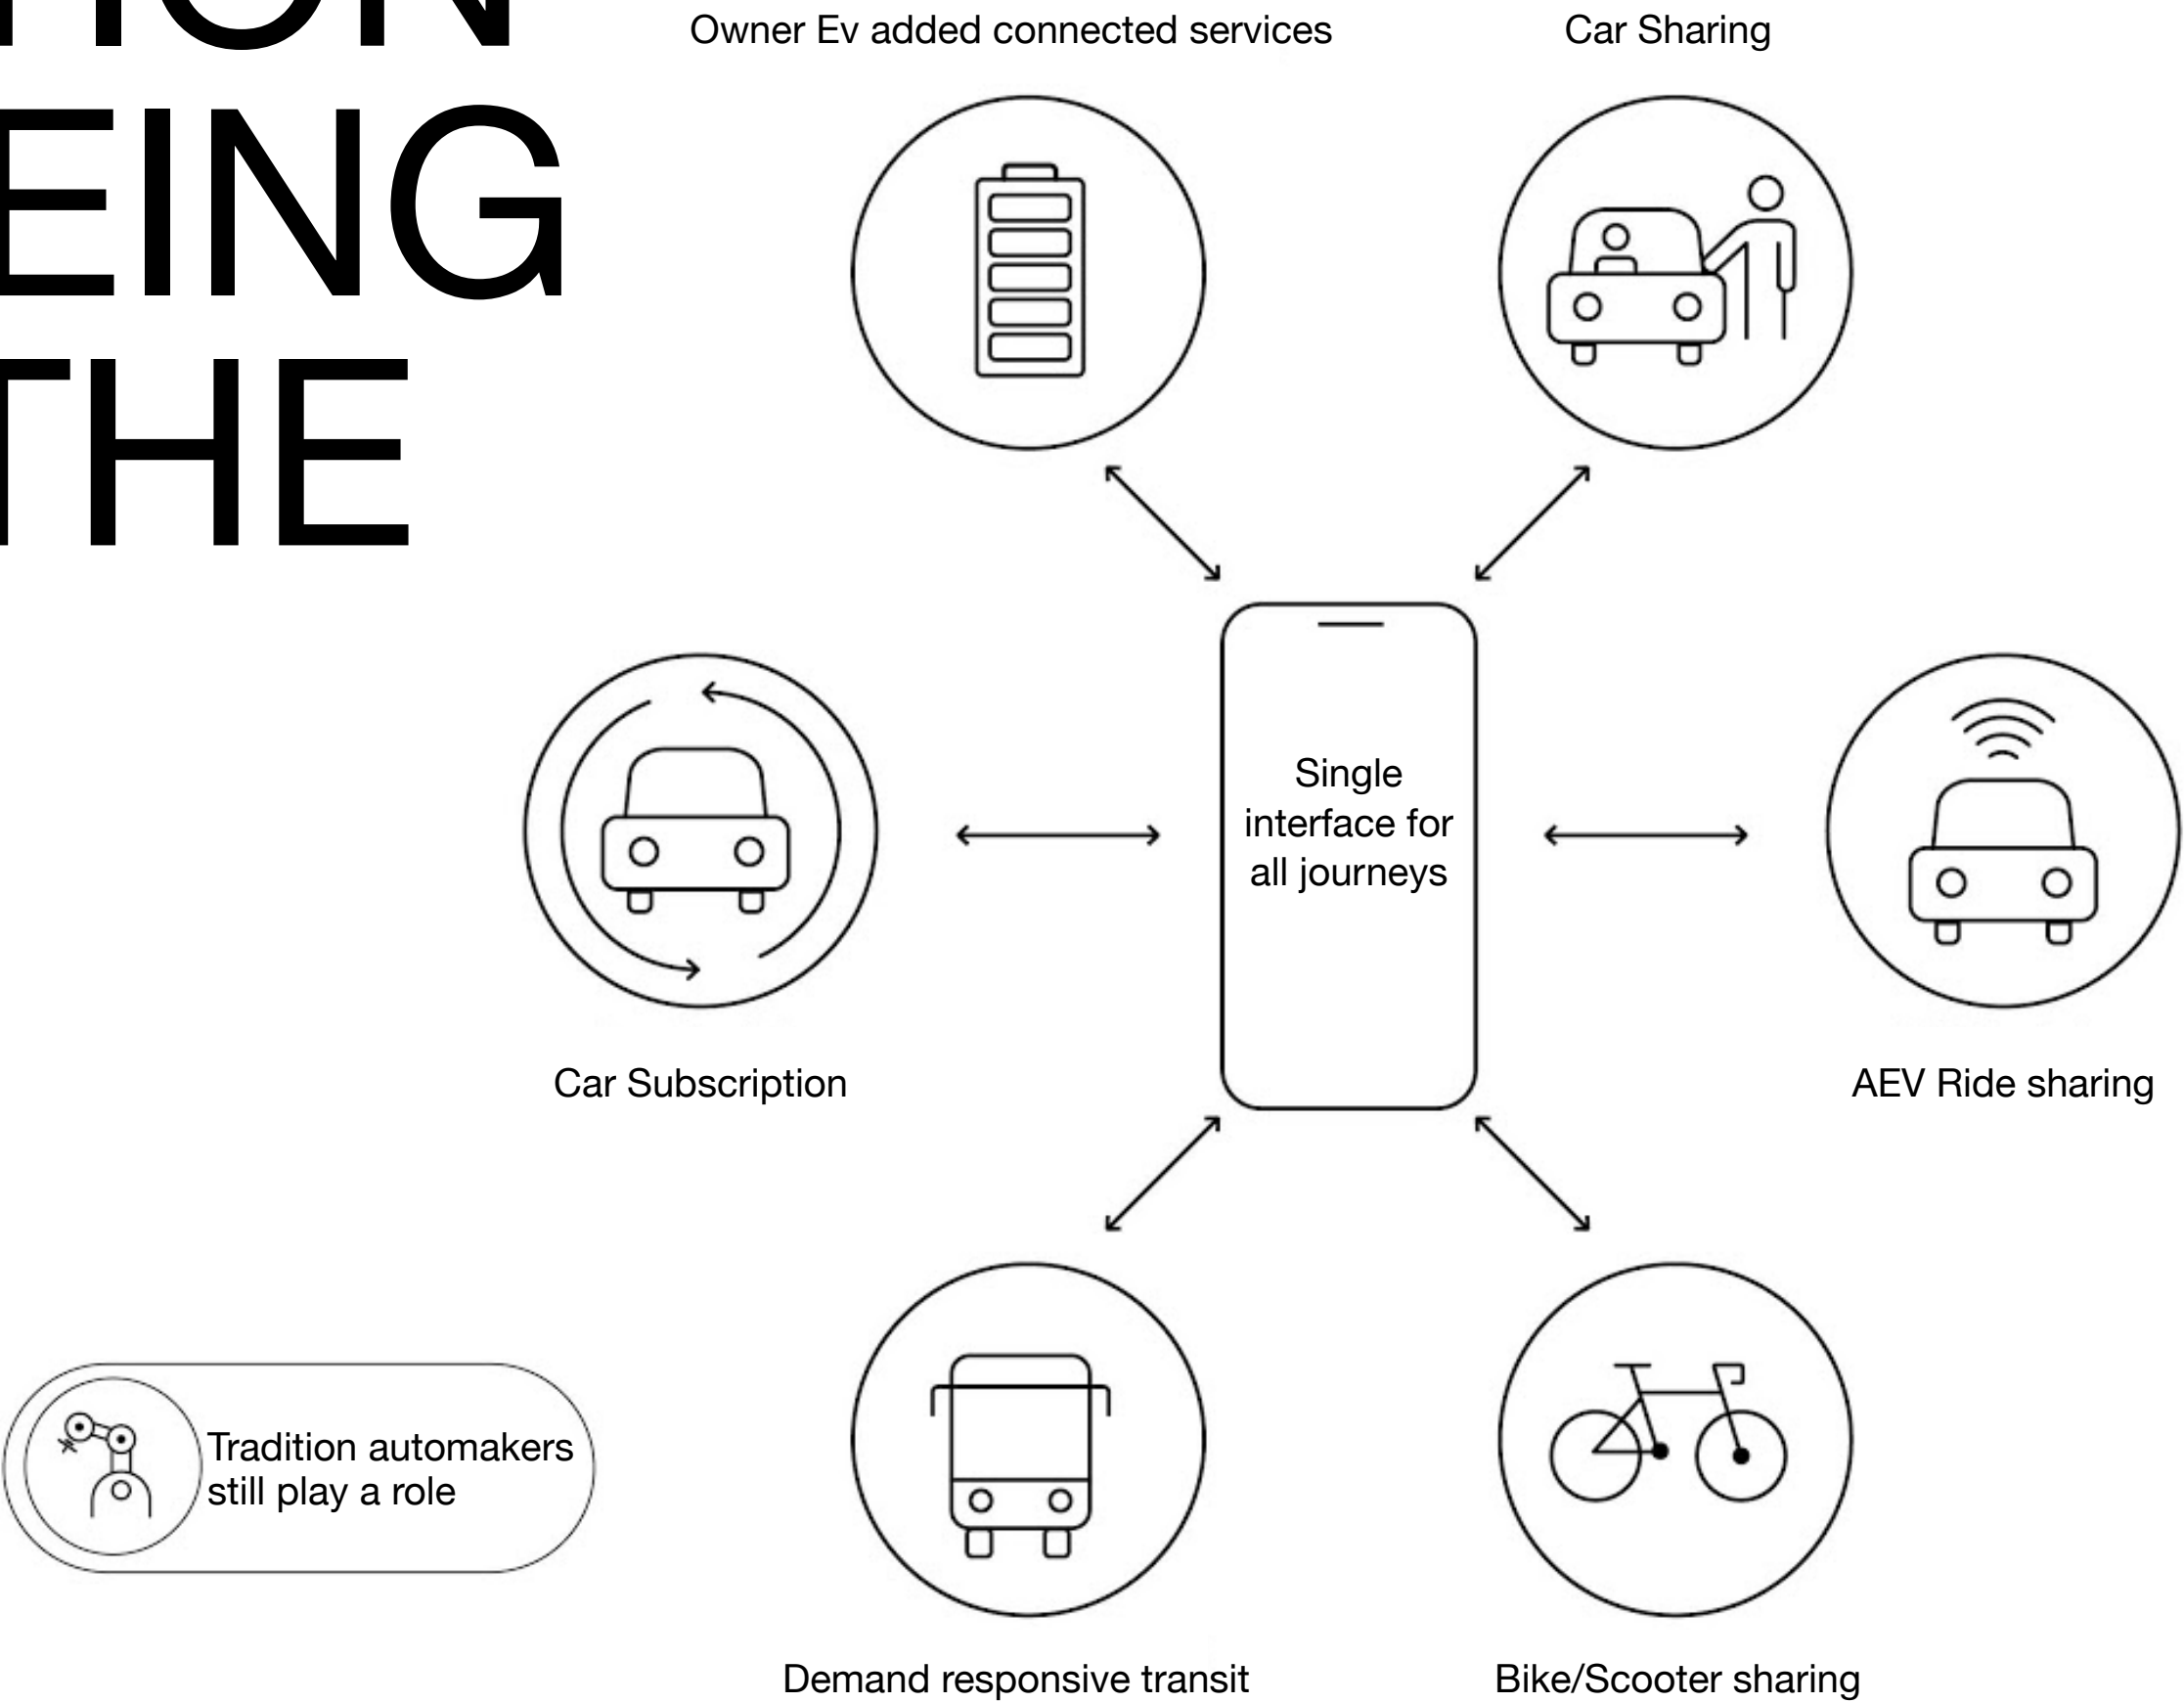 EING
THE
Owner Ev added connected services
Car Sharing
Single
interface for
all journeys
Car Subscription
AEV Ride sharing
Tradition automakers
still play a role
Demand responsive transit
Bike/Scooter sharing